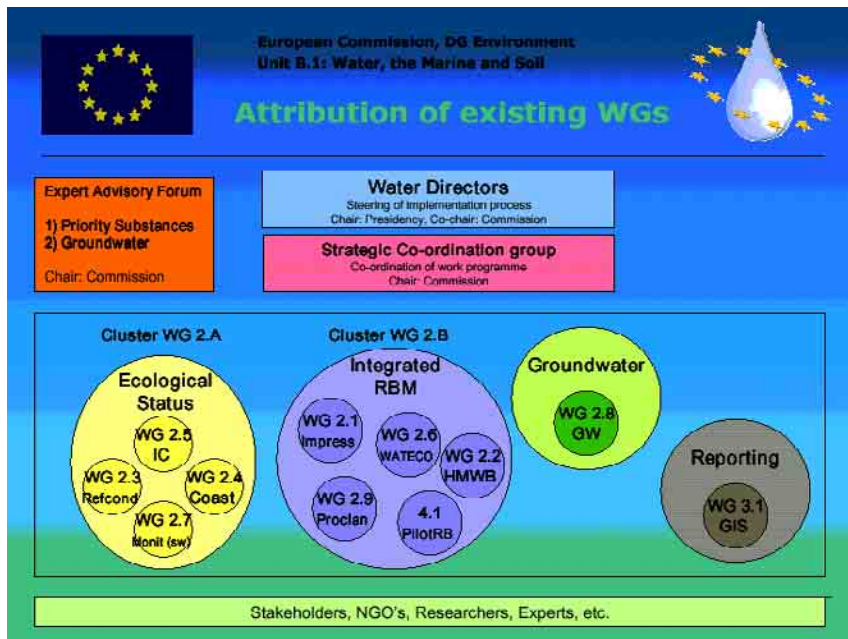 European Commission, DG Environment
Unit B.1: Water, the Marine and Soil
Attribution of existing WGs
Expert Advisory Forum
1) Priority Substances
2) Groundwater
Chair: Commission
Water Directors
Steering of implementation process
Chair: Presidency, Co-chair: Commission
Strategic Co-ordination group
Co-ordination of work programme
Chair: Commission
Cluster WG 2.A
Ecological
Status
WG 2.5
IC
WG 2.3
Refcond
WG 2.4
Coast
WG 2.7
Monit (sw)
Cluster WG 2.B
Integrated
RBM
WG 2.1
Impress
WG 2.6
WATECO
WG 2.2
HMWB
WG 2.9
Proclan
4.1
PilotRB
Groundwater
WG 2.8
GW
Reporting
WG 3.1
GIS
Stakeholders, NGO's, Researchers, Experts, etc.